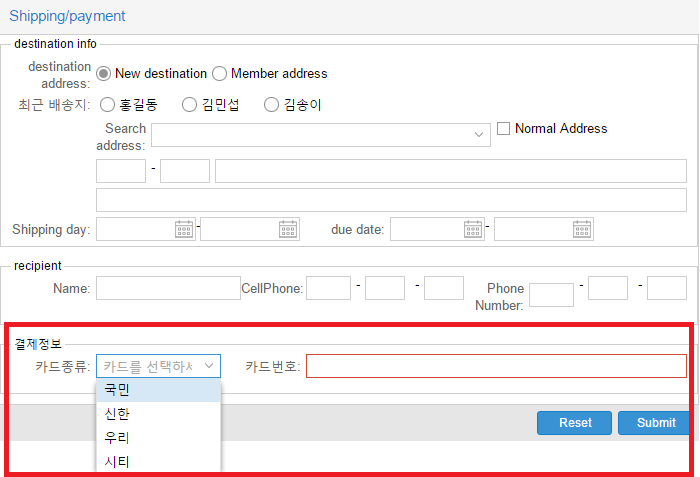 Shipping/payment
destination info
destination address: New destination Member address
최근 배송지: 홍길동 김민섭 김송이
Search address: Normal Address
-
Shipping day: - due date: -
recipient
Name: CellPhone: - - Phone Number: - -
결제정보
카드종류: 카드를 선택하서 카드번호:
국민
신한
우리
시티
Reset Submit